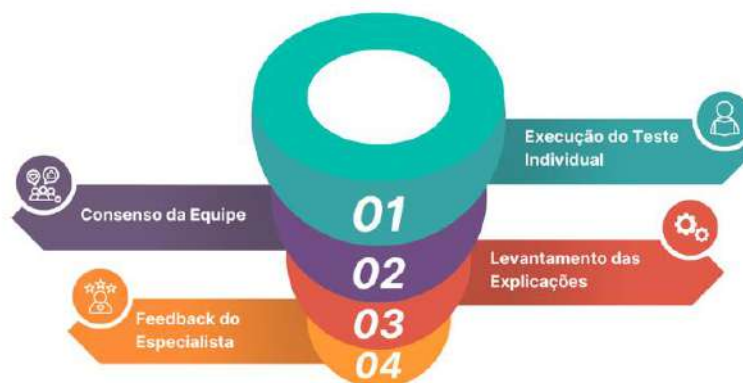 01
Execução do Teste
Individual
02
Consenso da Equipe
03
Levantamento das
Explicações
04
Feedback do
Especialista